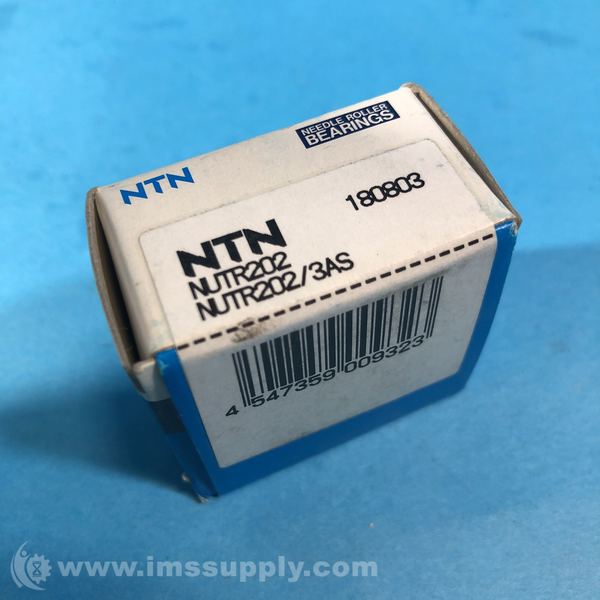 NTN
NEEDLE ROLLER
BEARINGS
180803
NTN
NUTR202
NUTR202/3AS
4 547359 009323
www.imssupply.com